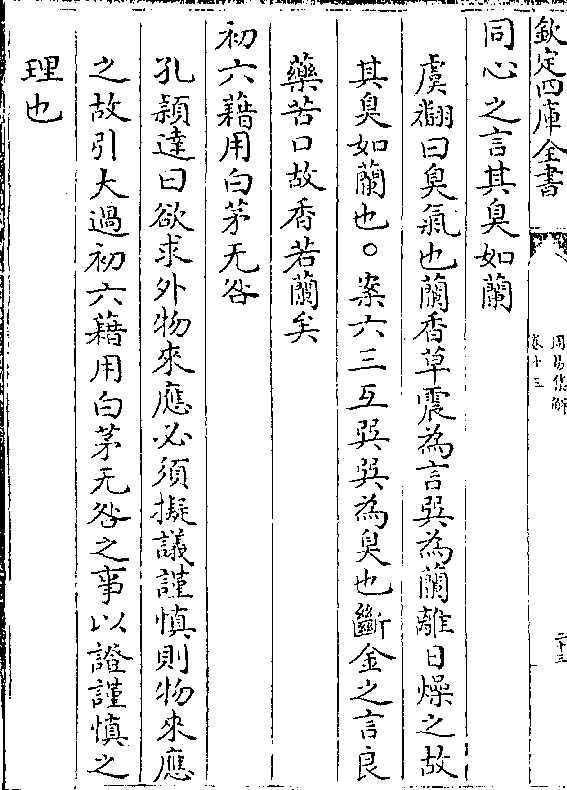 欽定四庫全書
周易集解
卷十三
二十三
同心之言其臭如蘭
虞翻曰臭氣也蘭香草震為言巽為蘭離日燥之故
其臭如蘭也○案六三互巽巽為臭也斷金之言良
藥苦口故香若蘭矣
初六藉用白茅无咎
孔穎達曰欲求外物來應必須擬議謹慎則物來應
之故引大過初六藉用白茅无咎之事以證謹慎之
理也